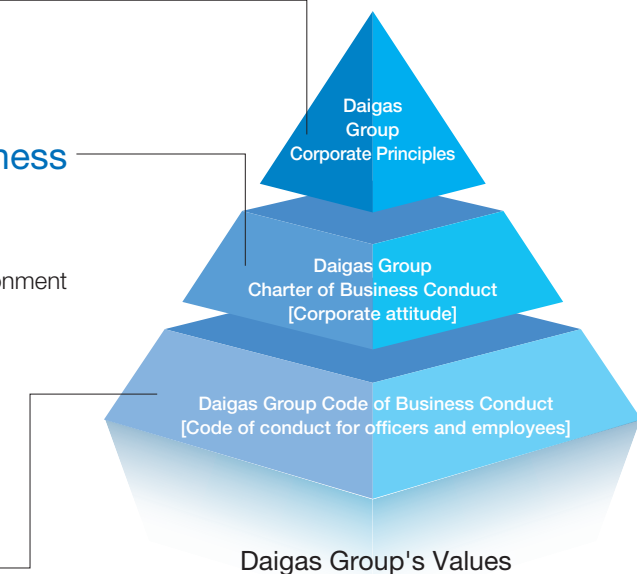 Daigas
Group
Corporate Principles
ness
Daigas Group
Charter of Business Conduct
[Corporate attitude]
onment
Daigas Group Code of Business Conduct
[Code of conduct for officers and employees]
Daigas Group's Values